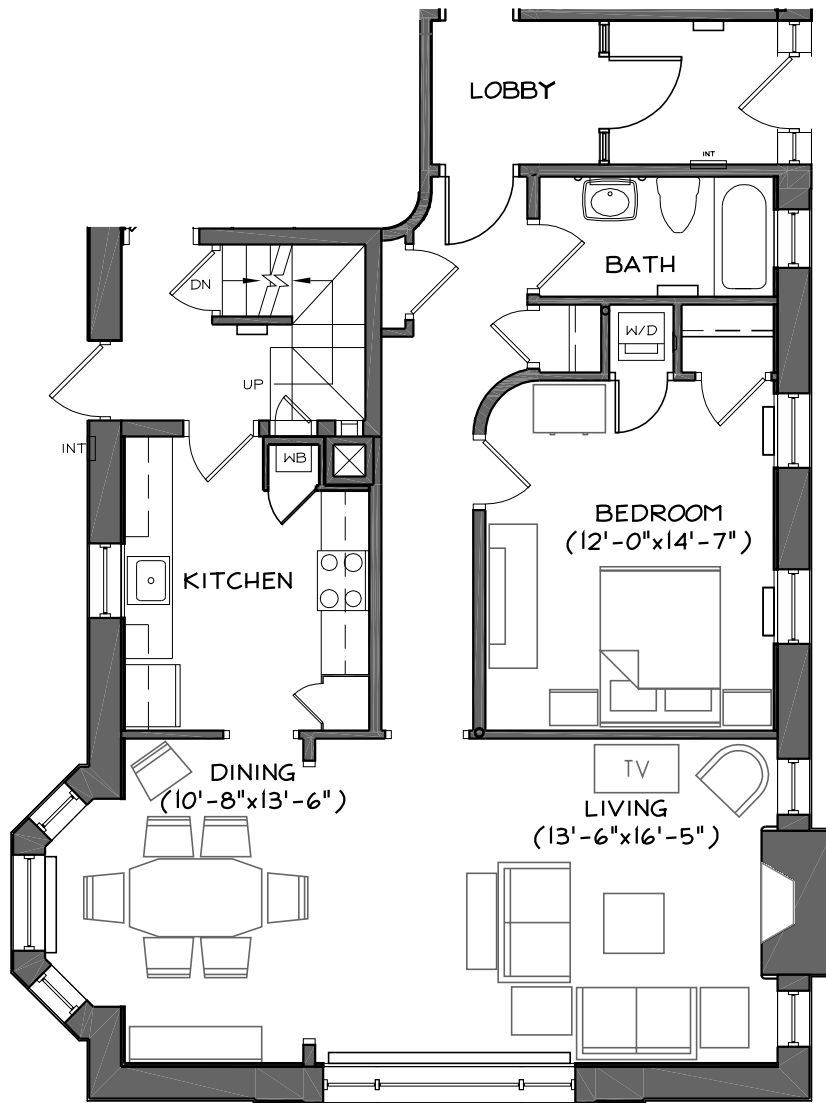 LOBBY
INT
BATH
DN
W/D
UP
INT
WB
BEDROOM
(12'-0"x14'-7")
KITCHEN
DINING
(10'-8"x13'-6")
TV
LIVING
(13'-6"x16'-5")